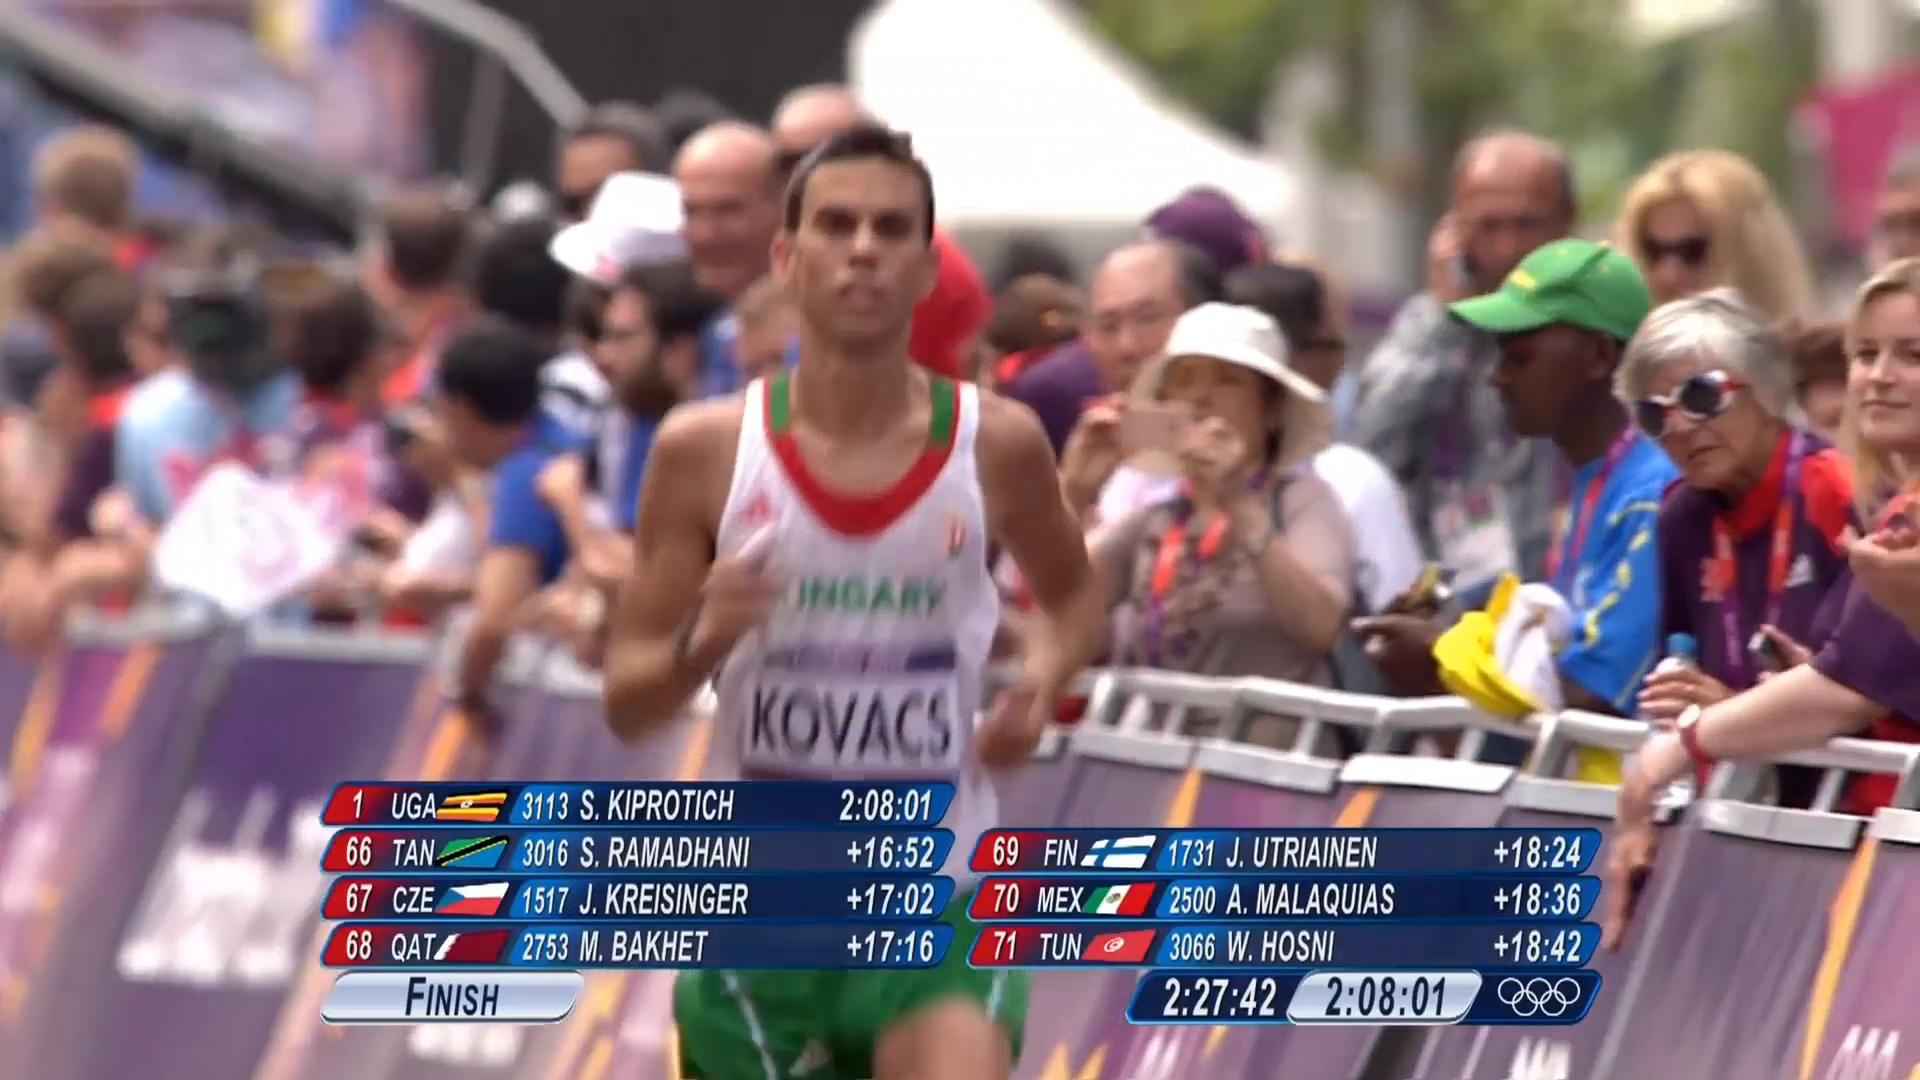 HUNGARY
KOVACS
1 UGA 3113 S. KIPROTICH 2:08:01
66 TAN 3016 S. RAMADHANI +16:52
67 CZE 1517 J. KREISINGER +17:02
68 QAT 2753 M. BAKHET +17:16
69 FIN 1731 J. UTRIAINEN +18:24
70 MEX 2500 A. MALAQUIAS +18:36
71 TUN 3066 W. HOSNI +18:42
FINISH
2:27:42 2:08:01